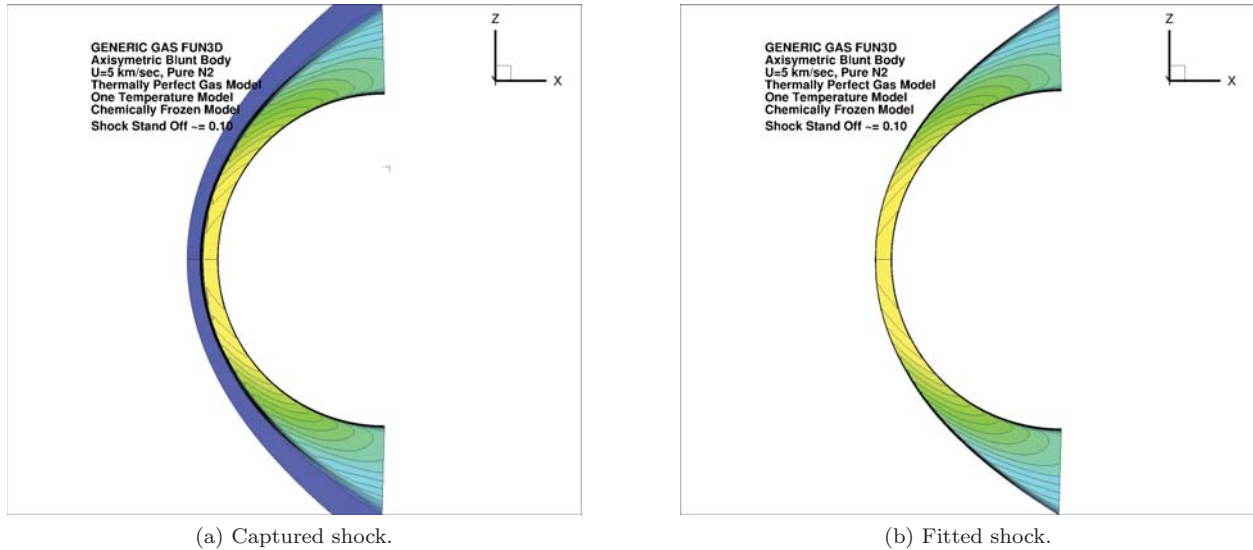 GENERIC GAS FUN3D
Axisymetric Blunt Body
U=5 km/sec, Pure N2
Thermally Perfect Gas Model
One Temperature Model
Chemically Frozen Model
Shock Stand Off ~= 0.10
Z
X
(a) Captured shock.
GENERIC GAS FUN3D
Axisymetric Blunt Body
U=5 km/sec, Pure N2
Thermally Perfect Gas Model
One Temperature Model
Chemically Frozen Model
Shock Stand Off ~= 0.10
Z
X
(b) Fitted shock.